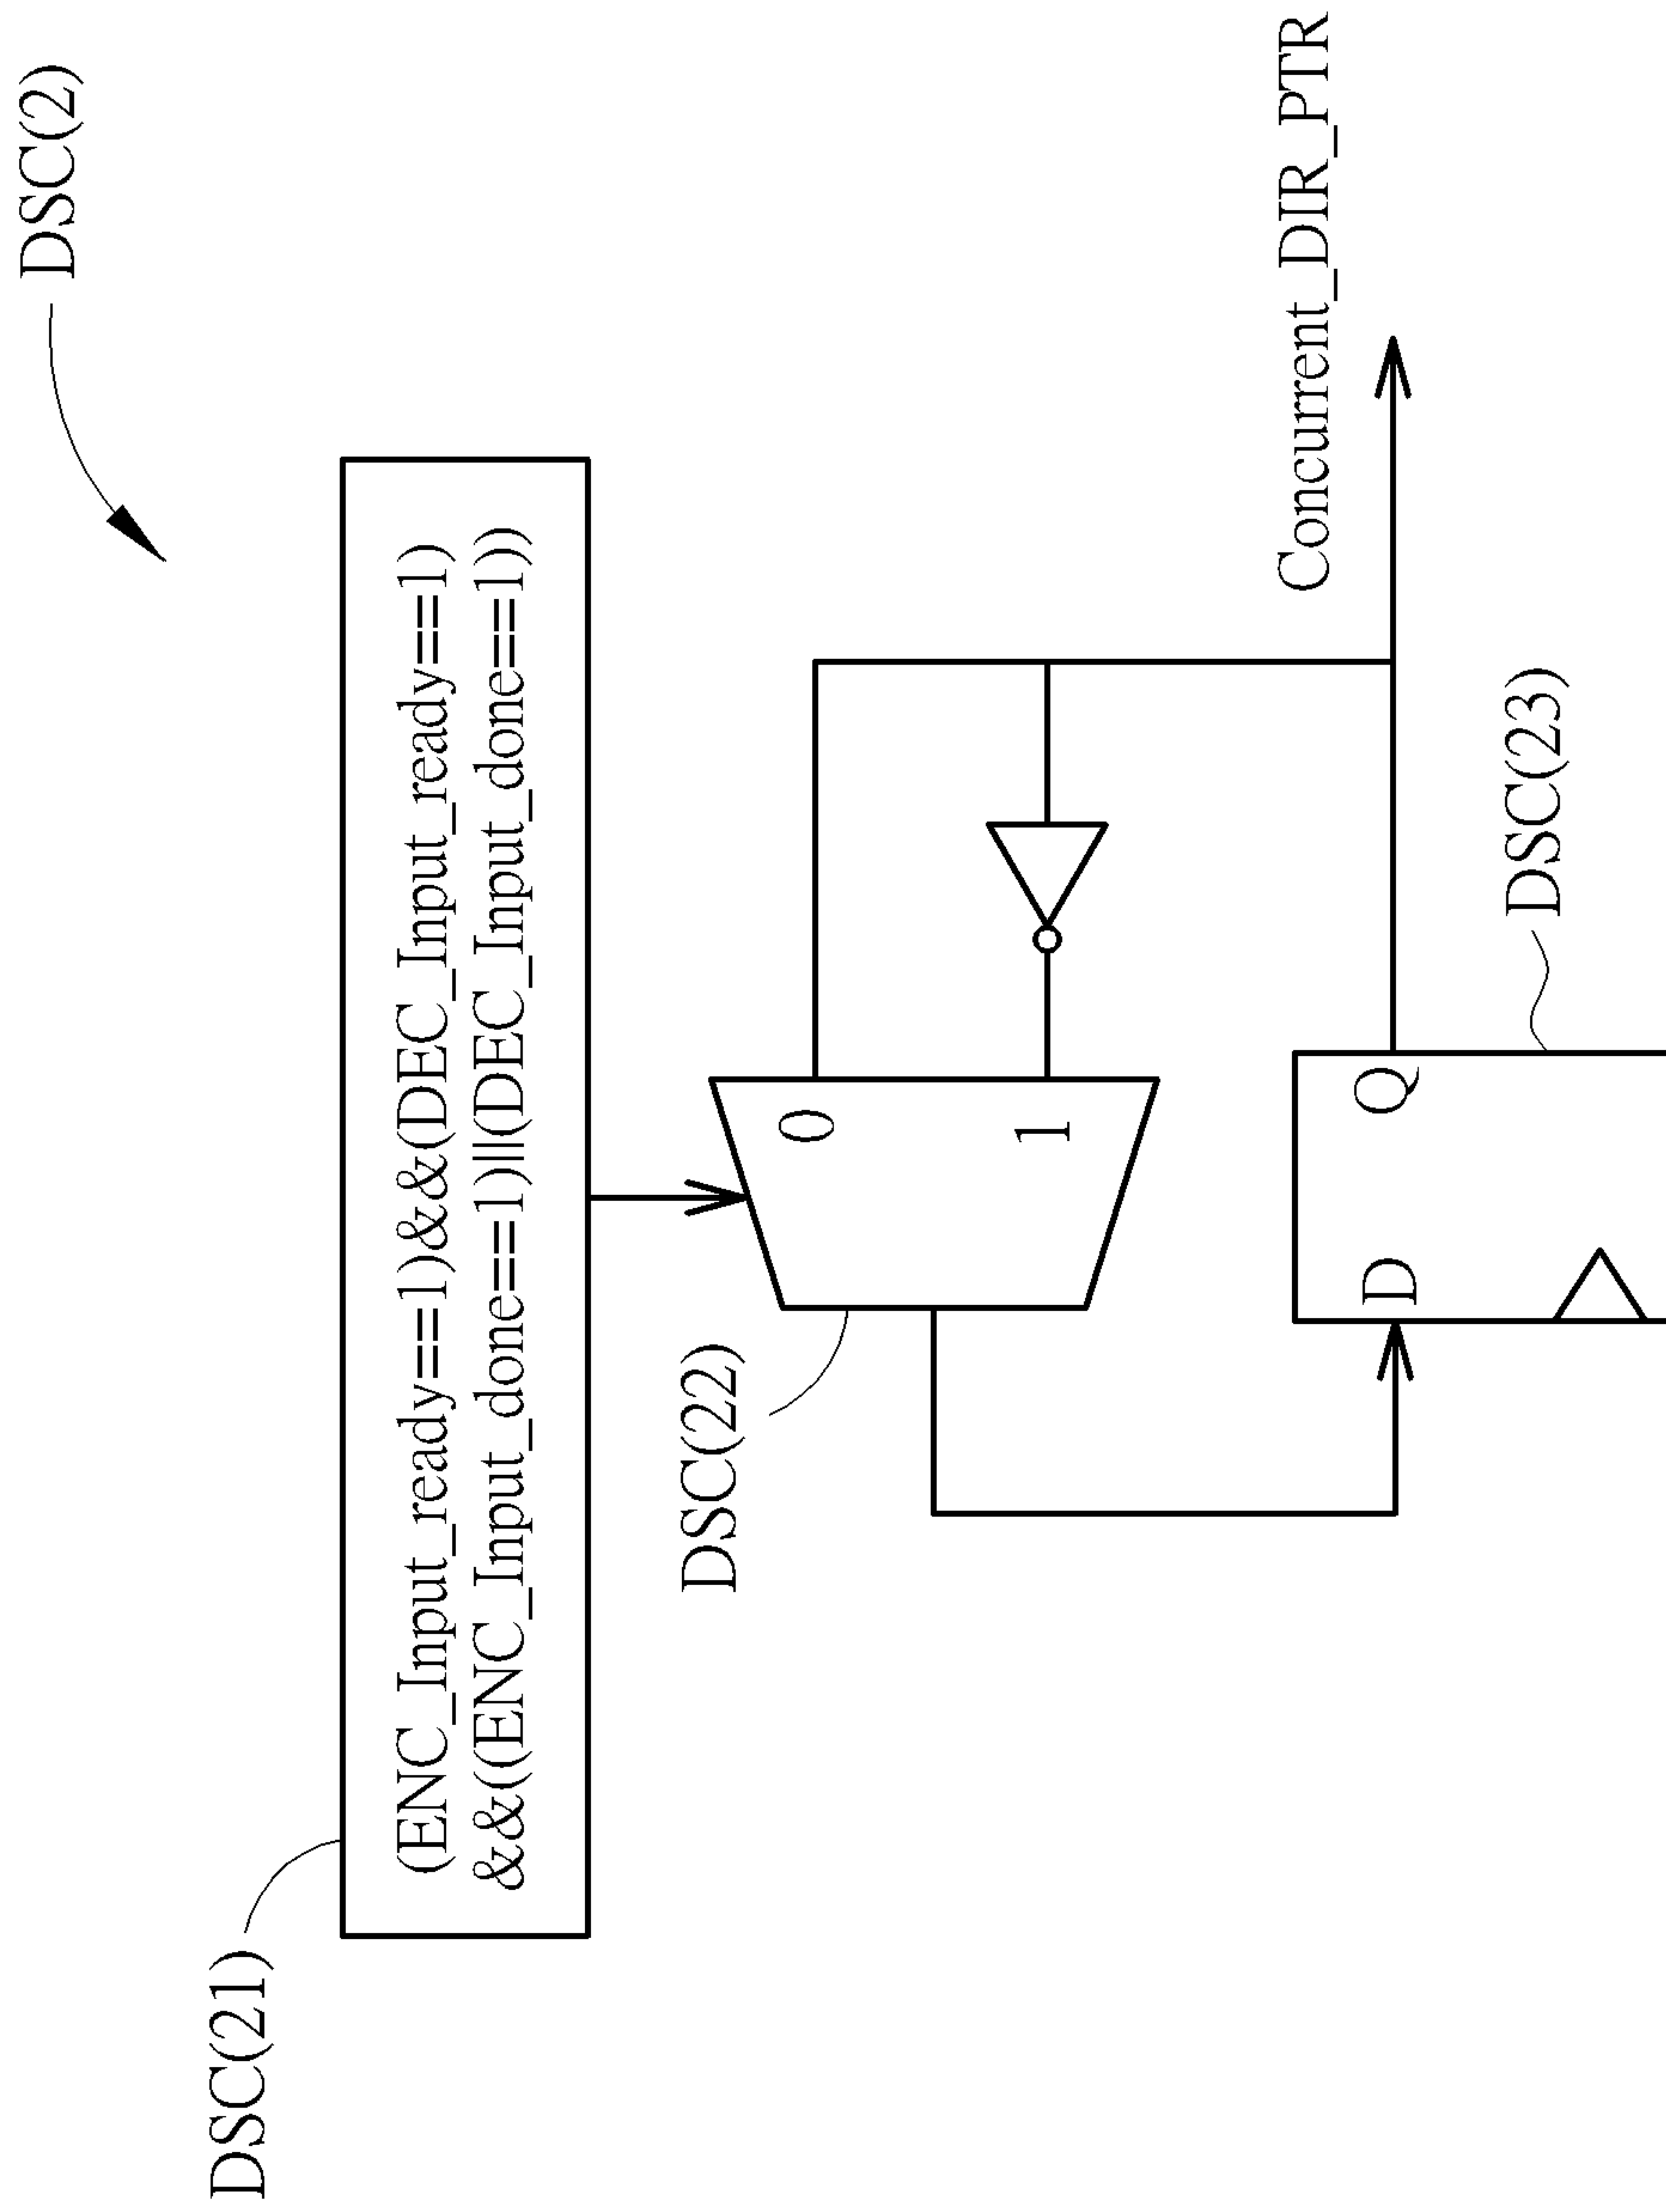 DSC(2)
DSC(21)
(ENC_Input_ready==1)&&(DEC_Input_ready==1)
&&((ENC_Input_done==1)||(DEC_Input_done==1))
DSC(22)
0
1
Concurrent_DIR_PTR
D
Q
DSC(23)